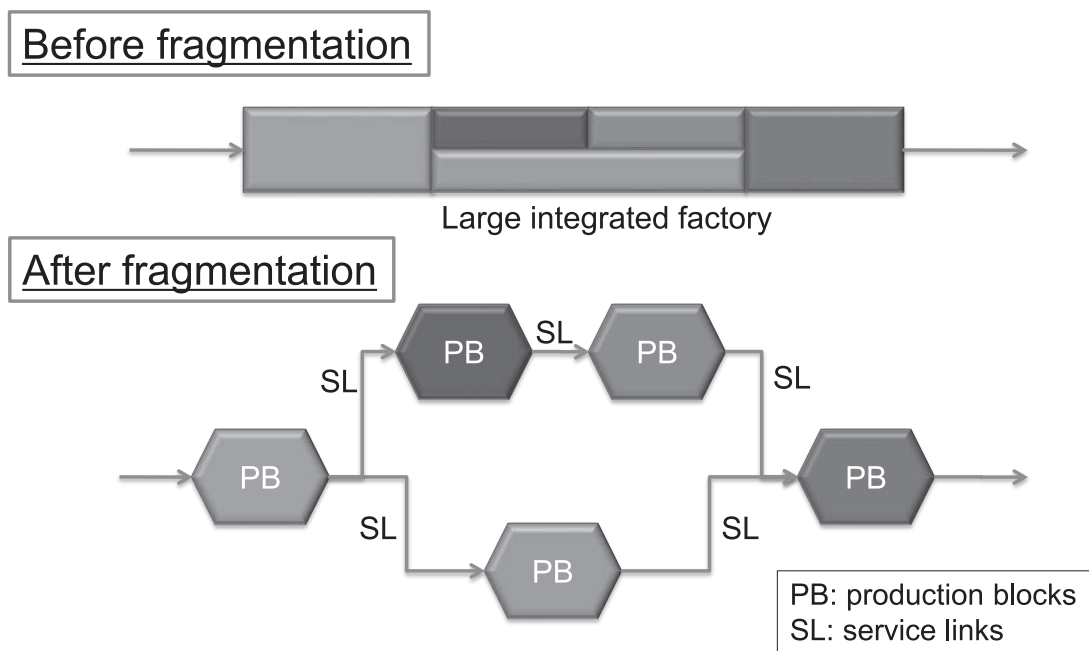 Before fragmentation
Large integrated factory
After fragmentation
PB
SL
PB
SL
SL
PB
PB
SL
SL
PB
PB: production blocks
SL: service links